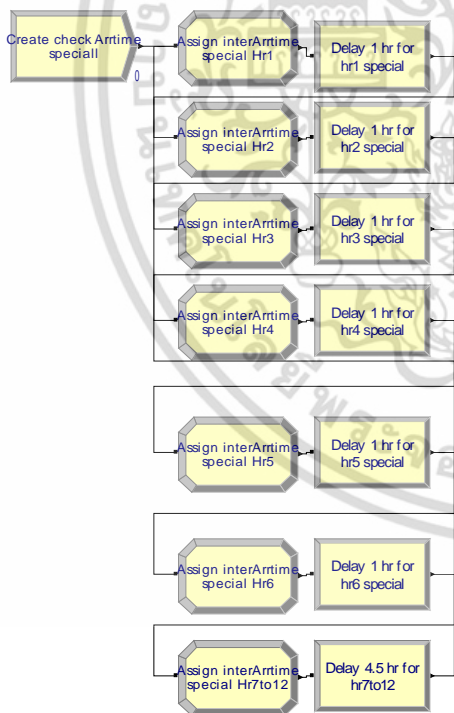 Create check Arrtime
speciall
0
Assign interArrtime
special Hr1
Delay 1 hr for
hr1 special
Assign interArrtime
special Hr2
Delay 1 hr for
hr2 special
Assign interArrtime
special Hr3
Delay 1 hr for
hr3 special
Assign interArrtime
special Hr4
Delay 1 hr for
hr4 special
Assign interArrtime
special Hr5
Delay 1 hr for
hr5 special
Assign interArrtime
special Hr6
Delay 1 hr for
hr6 special
Assign interArrtime
special Hr7to12
Delay 4.5 hr for
hr7to12